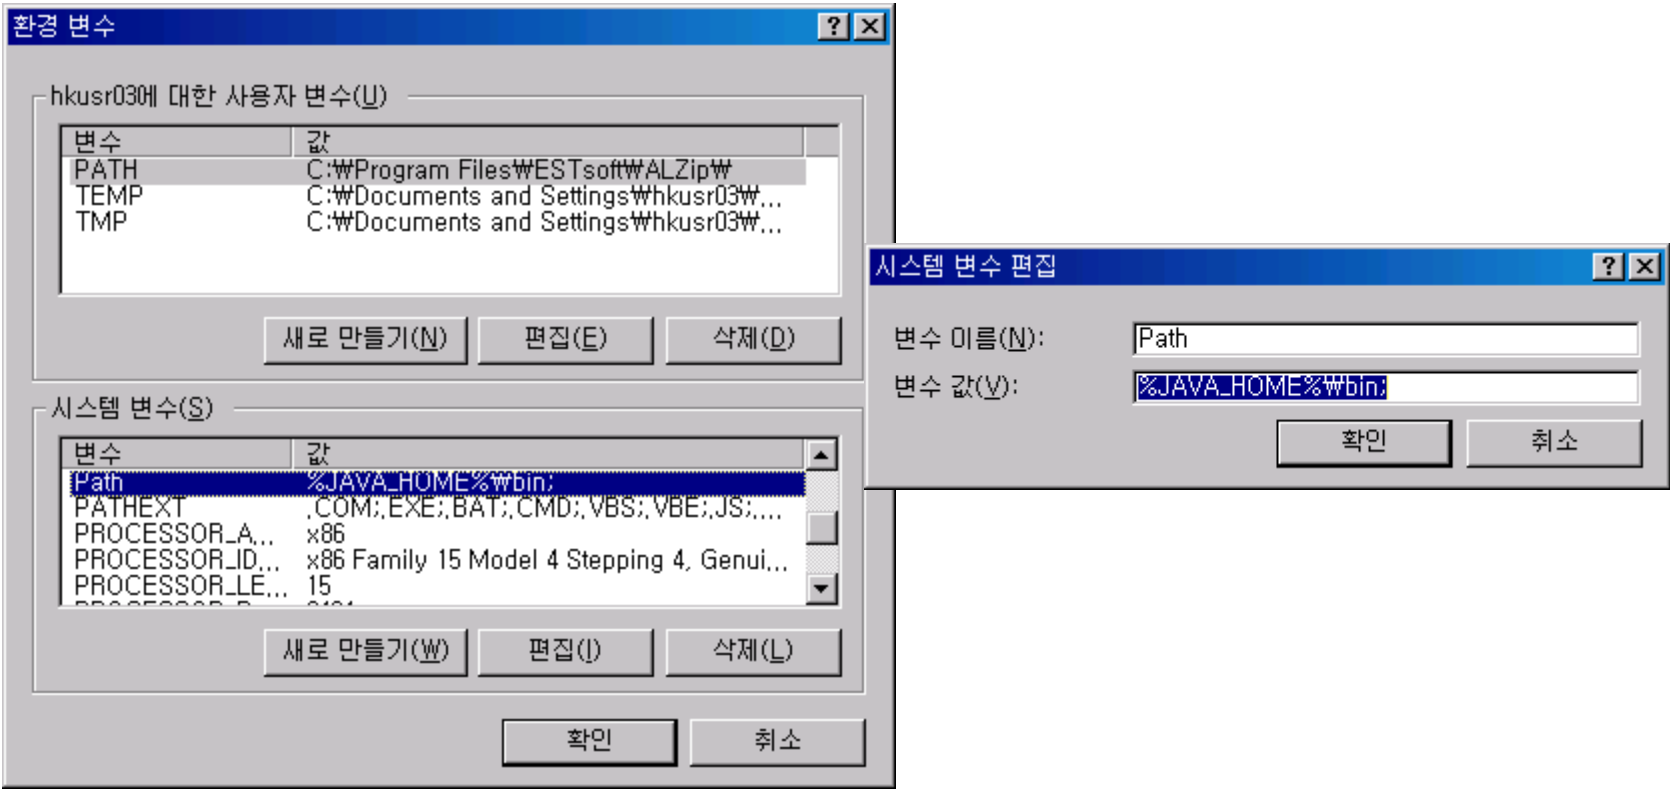 환경 변수
hkusr03에 대한 사용자 변수(U)
변수 값
PATH C:₩Program Files₩ESTsoft₩ALZip₩
TEMP C:₩Documents and Settings₩hkusr03₩...
TMP C:₩Documents and Settings₩hkusr03₩...
새로 만들기(N) 편집(E) 삭제(D)
시스템 변수(S)
변수 값
Path %JAVA_HOME%₩bin;
PATHEXT .COM;.EXE;.BAT;.CMD;.VBS;.VBE;.JS;....
PROCESSOR_A... x86
PROCESSOR_ID... x86 Family 15 Model 4 Stepping 4, Genui...
PROCESSOR_LE... 15
새로 만들기(W) 편집(I) 삭제(L)
확인 취소
시스템 변수 편집
변수 이름(N): Path
변수 값(V): %JAVA_HOME%₩bin;
확인 취소